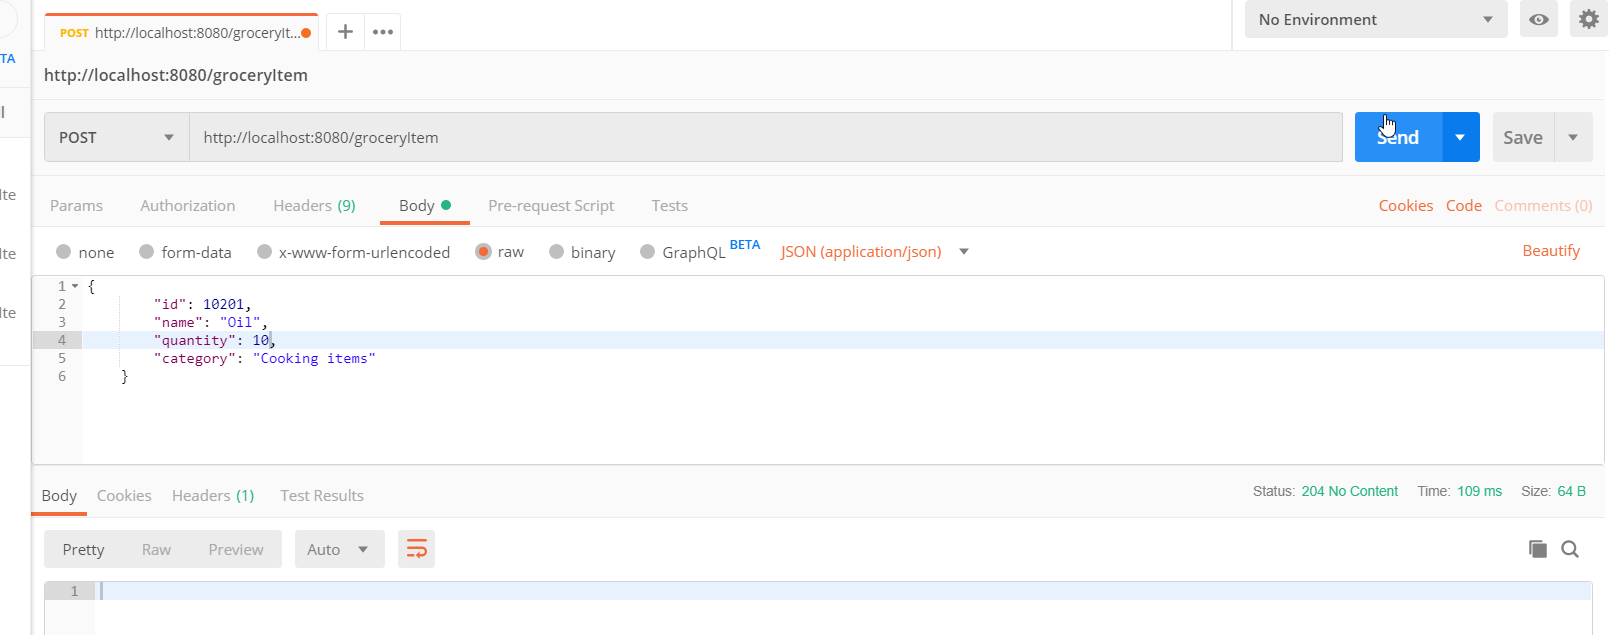 POST http://localhost:8080/groceryIt... + ••• No Environment
TA
http://localhost:8080/groceryItem
POST http://localhost:8080/groceryItem Send Save
Params Authorization Headers (9) Body Pre-request Script Tests Cookies Code Comments (0)
none form-data x-www-form-urlencoded raw binary GraphQL BETA JSON (application/json) Beautify
1 {
2 "id": 10201,
3 "name": "Oil",
4 "quantity": 10,
5 "category": "Cooking items"
6 }
Body Cookies Headers (1) Test Results Status: 204 No Content Time: 109 ms Size: 64 B
Pretty Raw Preview Auto
1